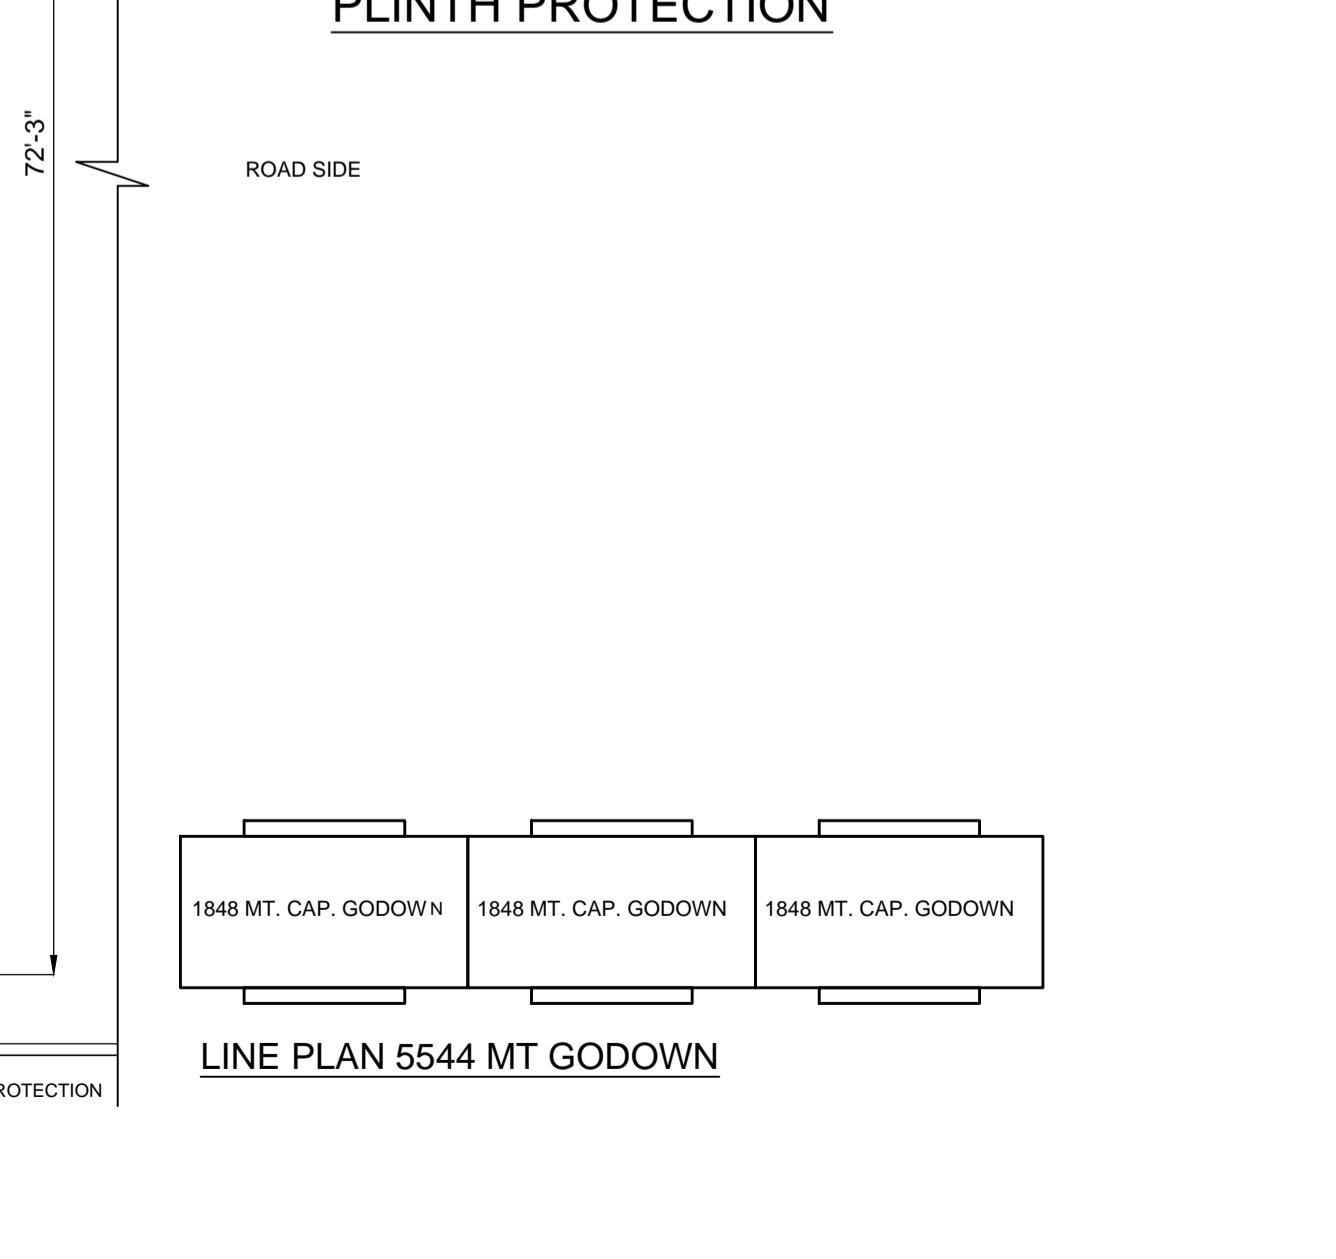 PLINTH PROTECTION
72'-3"
ROAD SIDE
1848 MT. CAP. GODOWN
1848 MT. CAP. GODOWN
1848 MT. CAP. GODOWN
LINE PLAN 5544 MT GODOWN
ROTECTION